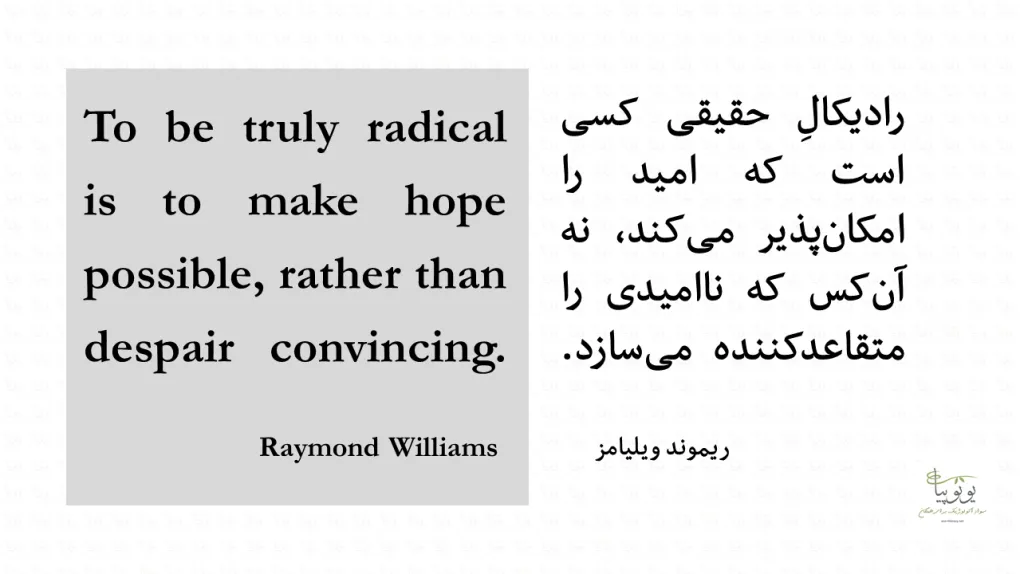 To be truly radical
is to make hope
possible, rather than
despair convincing.
Raymond Williams
رادیکالِ حقیقی کسی
است که امید را
امکان‌پذیر می‌کند، نه
آن‌کس که ناامیدی را
متقاعدکننده می‌سازد.
ریموند ویلیامز
یوتوپیا